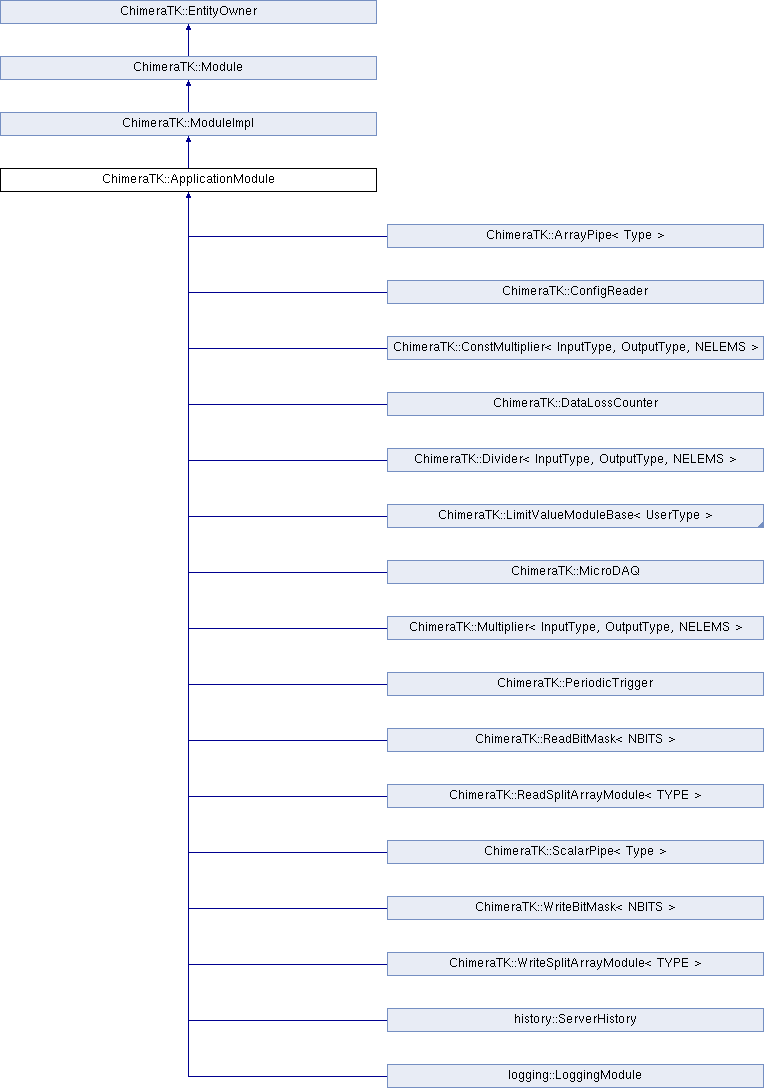 ChimeraTK::EntityOwner
ChimeraTK::Module
ChimeraTK::ModuleImpl
ChimeraTK::ApplicationModule
ChimeraTK::ArrayPipe< Type >
ChimeraTK::ConfigReader
ChimeraTK::ConstMultiplier< InputType, OutputType, NELEMS >
ChimeraTK::DataLossCounter
ChimeraTK::Divider< InputType, OutputType, NELEMS >
ChimeraTK::LimitValueModuleBase< UserType >
ChimeraTK::MicroDAQ
ChimeraTK::Multiplier< InputType, OutputType, NELEMS >
ChimeraTK::PeriodicTrigger
ChimeraTK::ReadBitMask< NBITS >
ChimeraTK::ReadSplitArrayModule< TYPE >
ChimeraTK::ScalarPipe< Type >
ChimeraTK::WriteBitMask< NBITS >
ChimeraTK::WriteSplitArrayModule< TYPE >
history::ServerHistory
logging::LoggingModule